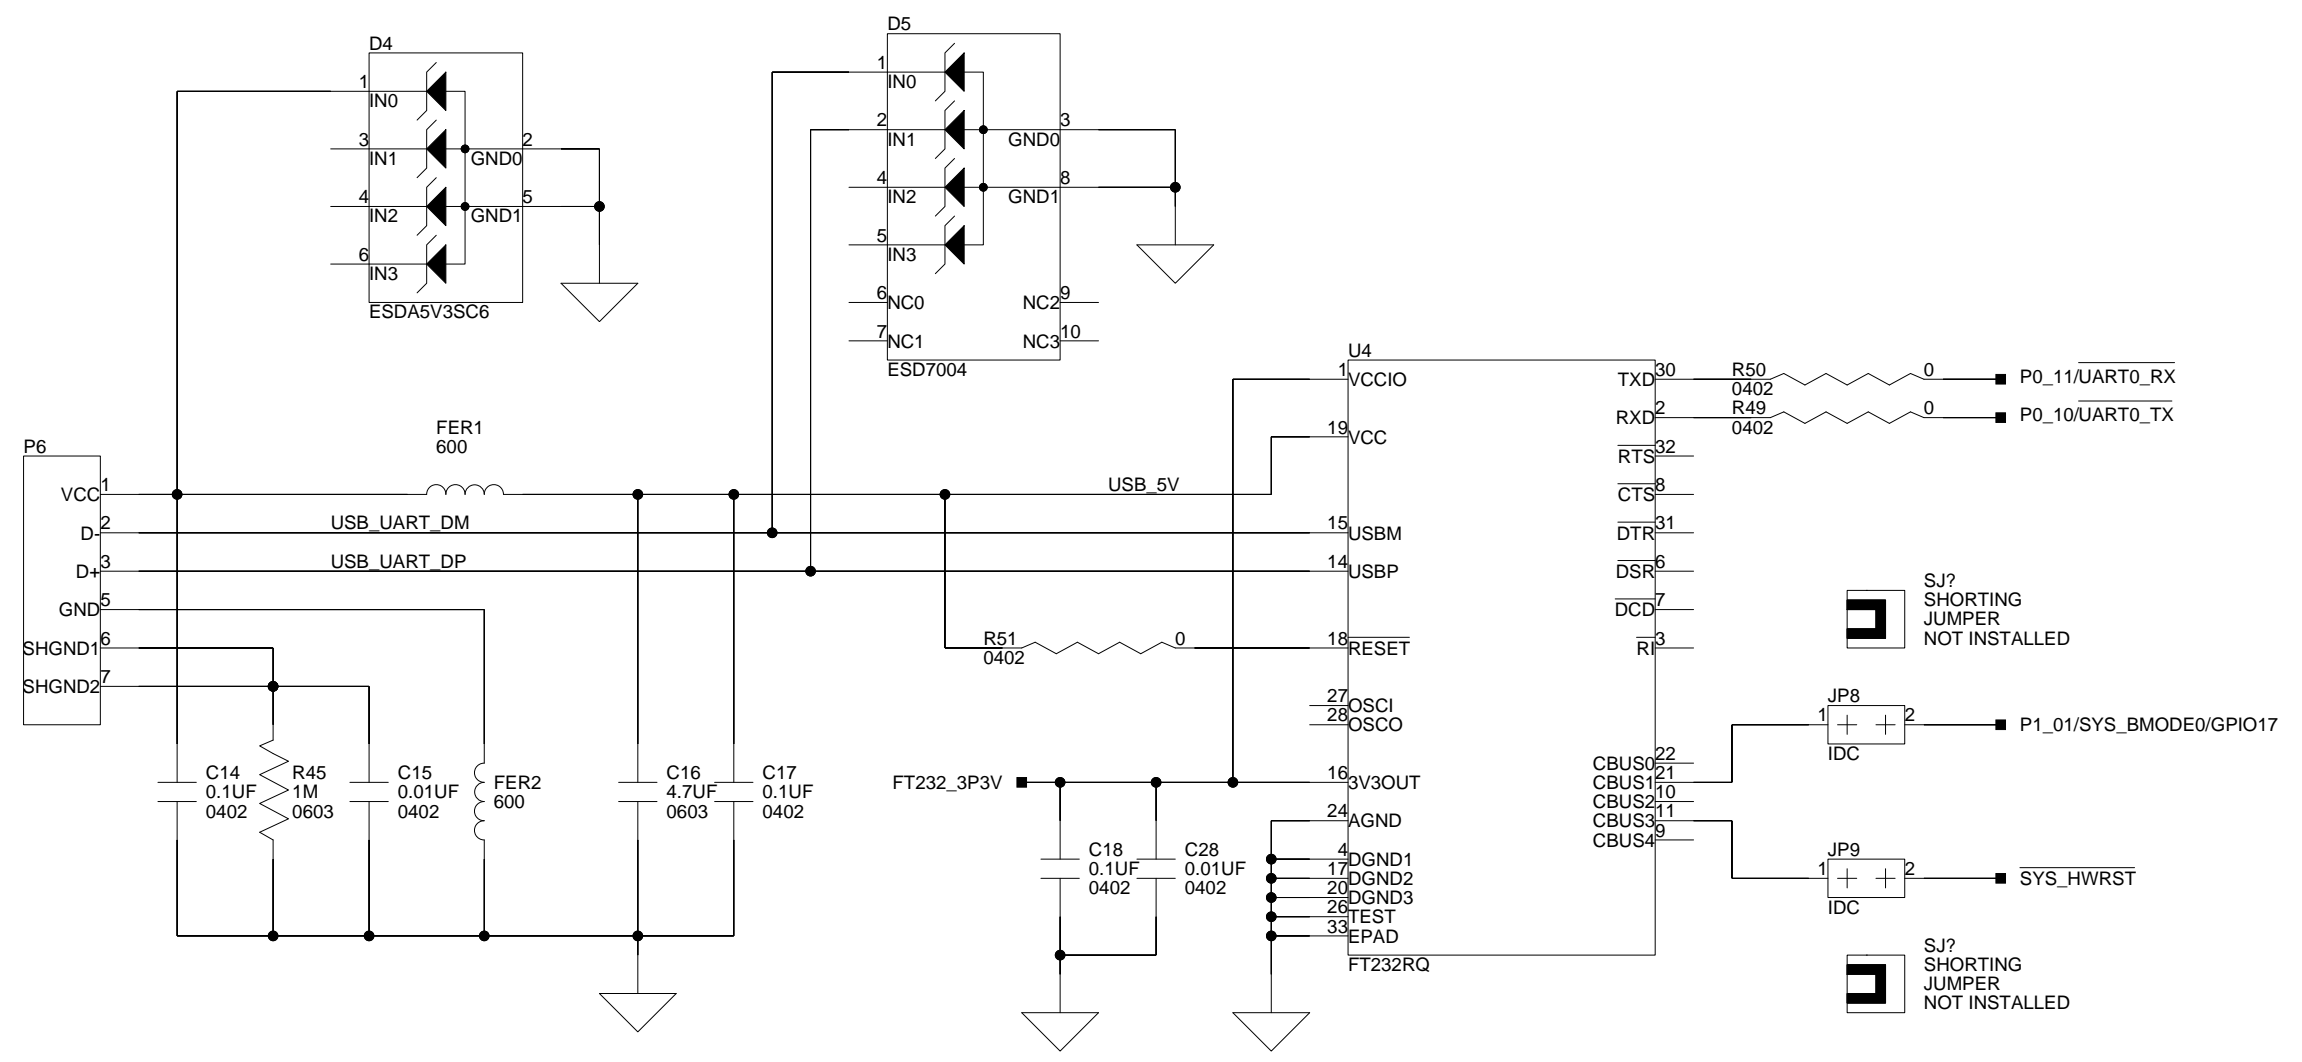 D4
1
IN0
3
IN1
4
IN2
6
IN3
2
GND0
5
GND1
ESDA5V3SC6
D5
1
IN0
2
IN1
4
IN2
5
IN3
6
NC0
7
NC1
3
GND0
8
GND1
9
NC2
10
NC3
ESD7004
P6
VCC 1
D- 2
D+ 3
GND 5
SHGND1 6
SHGND2 7
FER1
600
USB_5V
USB_UART_DM
USB_UART_DP
R51 0
0402
C14
0.1UF
0402
R45
1M
0603
C15
0.01UF
0402
FER2
600
C16
4.7UF
0603
C17
0.1UF
0402
FT232_3P3V
C18
0.1UF
0402
C28
0.01UF
0402
U4
1 VCCIO
19 VCC
15 USBM
14 USBP
18 RESET
27 OSCI
28 OSCO
16 3V3OUT
24 AGND
4 DGND1
17 DGND2
20 DGND3
26 TEST
33 EPAD
TXD 30
RXD 2
RTS 32
CTS 8
DTR 31
DSR 6
DCD 7
RI 3
CBUS0 22
CBUS1 21
CBUS2 10
CBUS3 11
CBUS4 9
FT232RQ
R50 0
0402
P0_11/UART0_RX
R49 0
0402
P0_10/UART0_TX
SJ?
SHORTING
JUMPER
NOT INSTALLED
JP8
1 2
IDC
P1_01/SYS_BMODE0/GPIO17
JP9
1 2
IDC
SYS_HWRST
SJ?
SHORTING
JUMPER
NOT INSTALLED